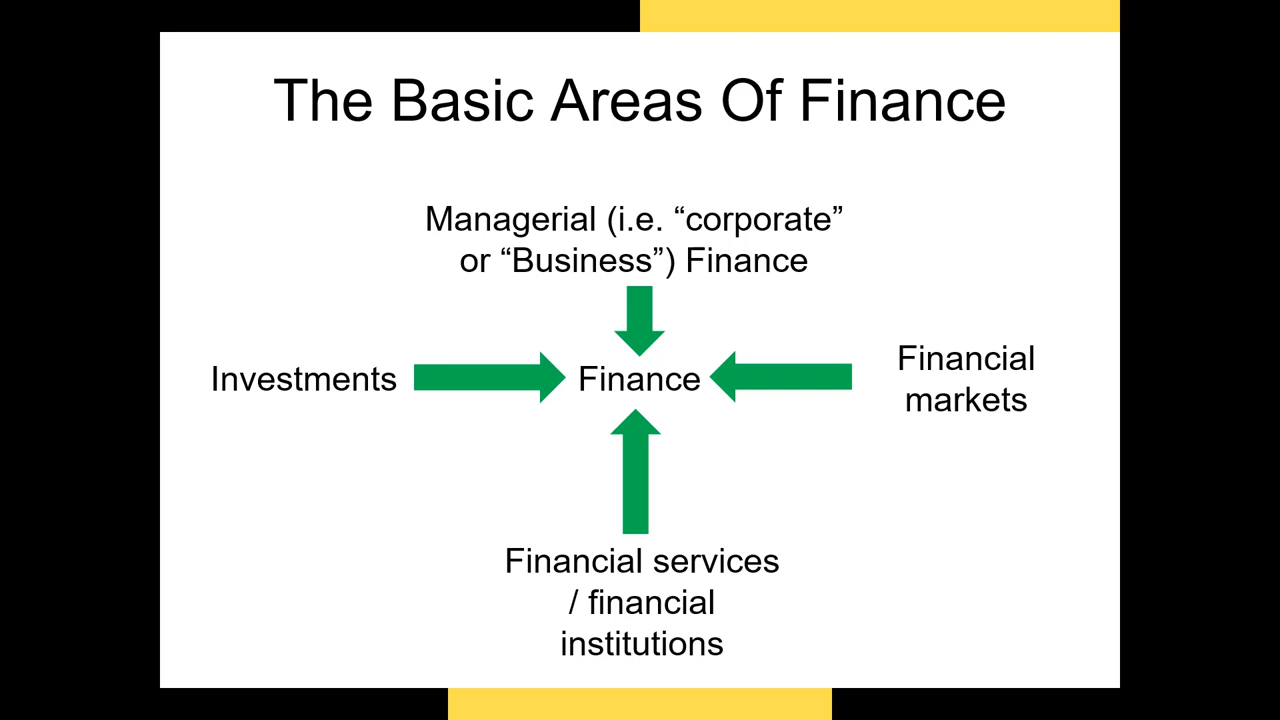 The Basic Areas Of Finance
Managerial (i.e. “corporate”
or “Business”) Finance
Investments
Finance
Financial
markets
Financial services
/ financial
institutions